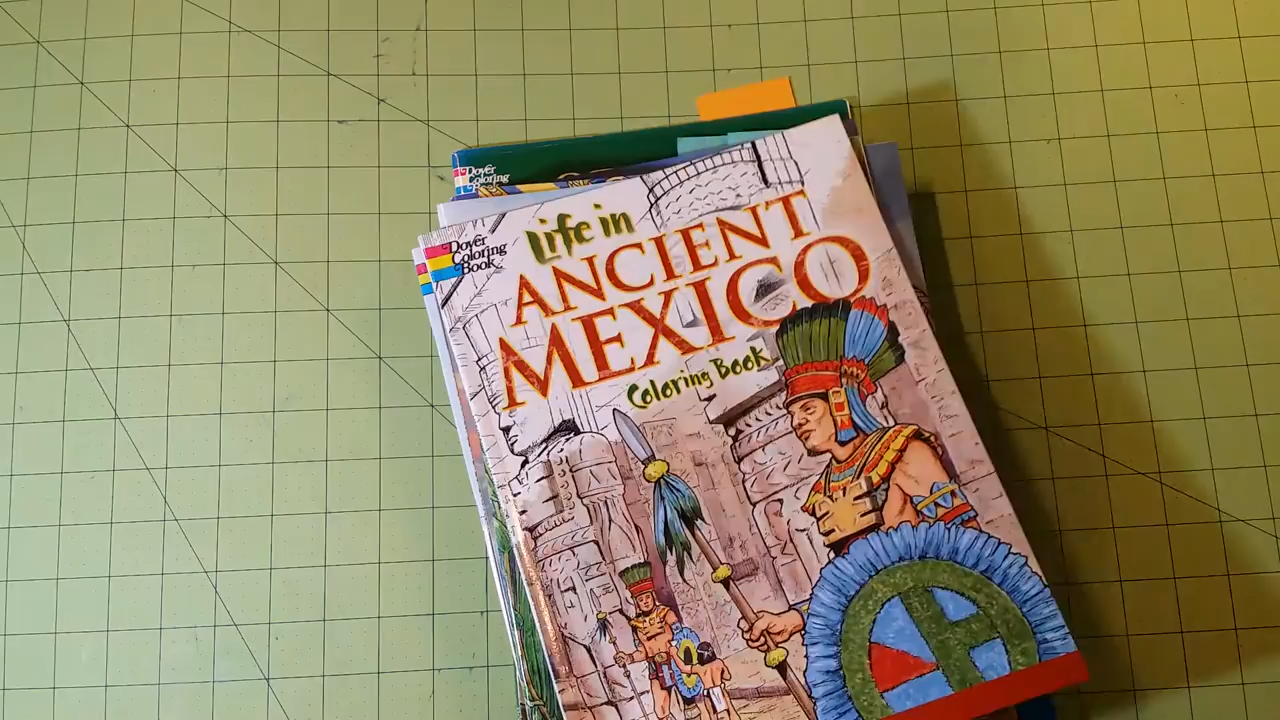 Dover
Coloring
Book
Dover
Coloring
Book
Life in
ANCIENT
MEXICO
Coloring Book